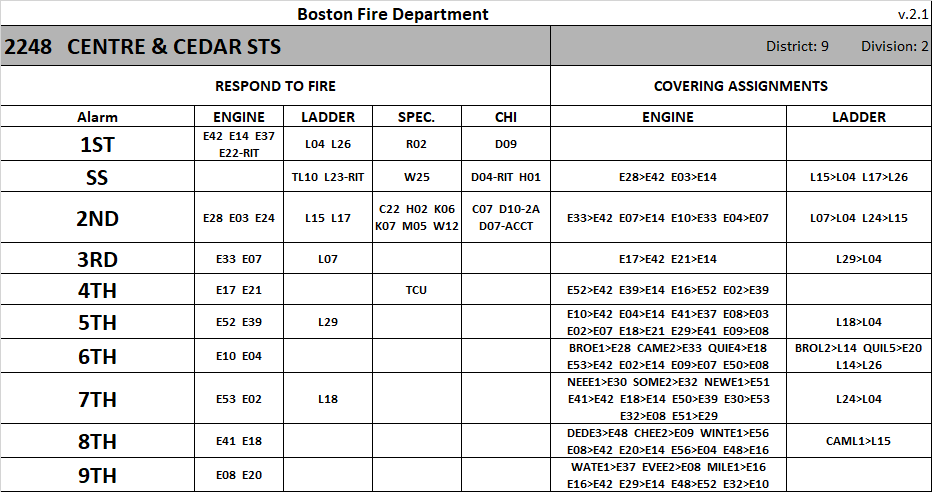 Boston Fire Department v.2.1
2248 CENTRE & CEDAR STS District: 9 Division: 2
RESPOND TO FIRE COVERING ASSIGNMENTS
Alarm ENGINE LADDER SPEC. CHI ENGINE LADDER
1ST E42 E14 E37 E22-RIT L04 L26 R02 D09
SS TL10 L23-RIT W25 D04-RIT H01 E28>E42 E03>E14 L15>L04 L17>L26
2ND E28 E03 E24 L15 L17 C22 H02 K06 K07 M05 W12 C07 D10-2A D07-ACCT E33>E42 E07>E14 E10>E33 E04>E07 L07>L04 L24>L15
3RD E33 E07 L07 E17>E42 E21>E14 L29>L04
4TH E17 E21 TCU E52>E42 E39>E14 E16>E52 E02>E39
5TH E52 E39 L29 E10>E42 E04>E14 E41>E37 E08>E03 E02>E07 E18>E21 E29>E41 E09>E08 L18>L04
6TH E10 E04 BROE1>E28 CAME2>E33 QUIE4>E18 E53>E42 E02>E14 E09>E07 E50>E08 BROL2>L14 QUIL5>E20 L14>L26
7TH E53 E02 L18 NEEE1>E30 SOME2>E32 NEWE1>E51 E41>E42 E18>E14 E50>E39 E30>E53 E32>E08 E51>E29 L24>L04
8TH E41 E18 DEDE3>E48 CHEE2>E09 WINTE1>E56 E08>E42 E20>E14 E56>E04 E48>E16 CAML1>L15
9TH E08 E20 WATE1>E37 EVEE2>E08 MILE1>E16 E16>E42 E29>E14 E48>E52 E32>E10